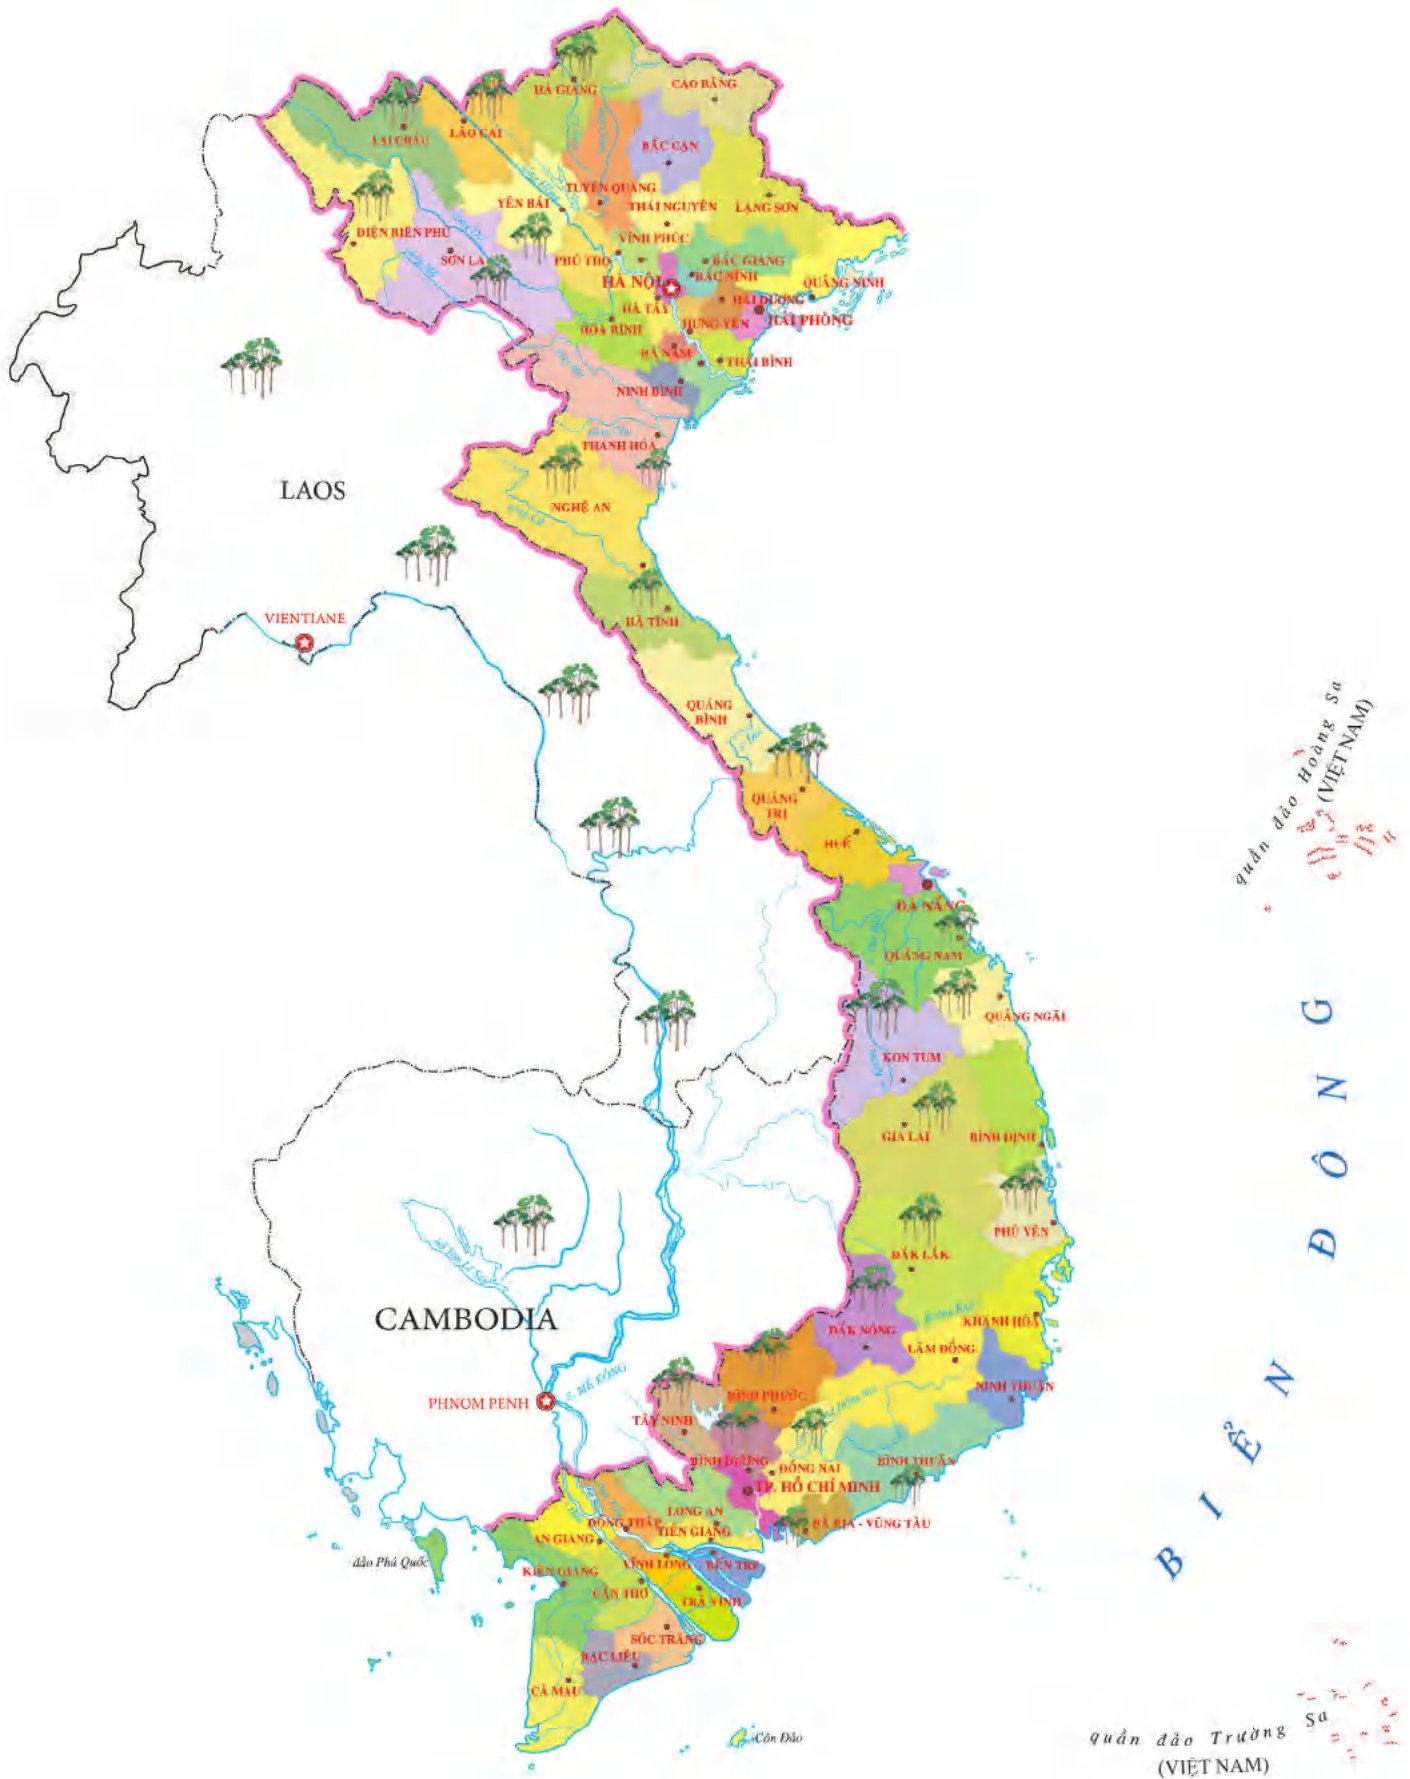 HÀ GIANG
CAO BẰNG
LAI CHÂU
LÀO CAI
BẮC CẠN
TUYÊN QUANG
YÊN BÁI
THÁI NGUYÊN
LẠNG SƠN
ĐIỆN BIÊN PHỦ
VĨNH PHÚC
SƠN LA
PHÚ THỌ
BẮC GIANG
BẮC NINH
HÀ NỘI
QUẢNG NINH
HẢI DƯƠNG
HÀ TÂY
HƯNG YÊN
HẢI PHÒNG
HÒA BÌNH
HÀ NAM
THÁI BÌNH
NINH BÌNH
THANH HÓA
LAOS
NGHỆ AN
sông Cả
VIENTIANE
HÀ TĨNH
QUẢNG
BÌNH
quần đảo Hoàng Sa
(VIỆT NAM)
QUẢNG
TRỊ
HUẾ
ĐÀ NẴNG
QUẢNG NAM
QUẢNG NGÃI
KON TUM
GIA LAI
BÌNH ĐỊNH
PHÚ YÊN
ĐẮK LẮK
BIỂN ĐÔNG
CAMBODIA
KHÁNH HÒA
ĐẮK NÔNG
LÂM ĐỒNG
NINH THUẬN
S. MÊ KÔNG
PHNOM PENH
BÌNH PHƯỚC
TÂY NINH
BÌNH DƯƠNG
ĐỒNG NAI
BÌNH THUẬN
TP. HỒ CHÍ MINH
LONG AN
ĐỒNG THÁP
TIỀN GIANG
BÀ RỊA - VŨNG TÀU
AN GIANG
đảo Phú Quốc
VĨNH LONG
BẾN TRE
KIÊN GIANG
CẦN THƠ
TRÀ VINH
SÓC TRĂNG
BẠC LIÊU
CÀ MAU
Côn Đảo
quần đảo Trường Sa
(VIỆT NAM)